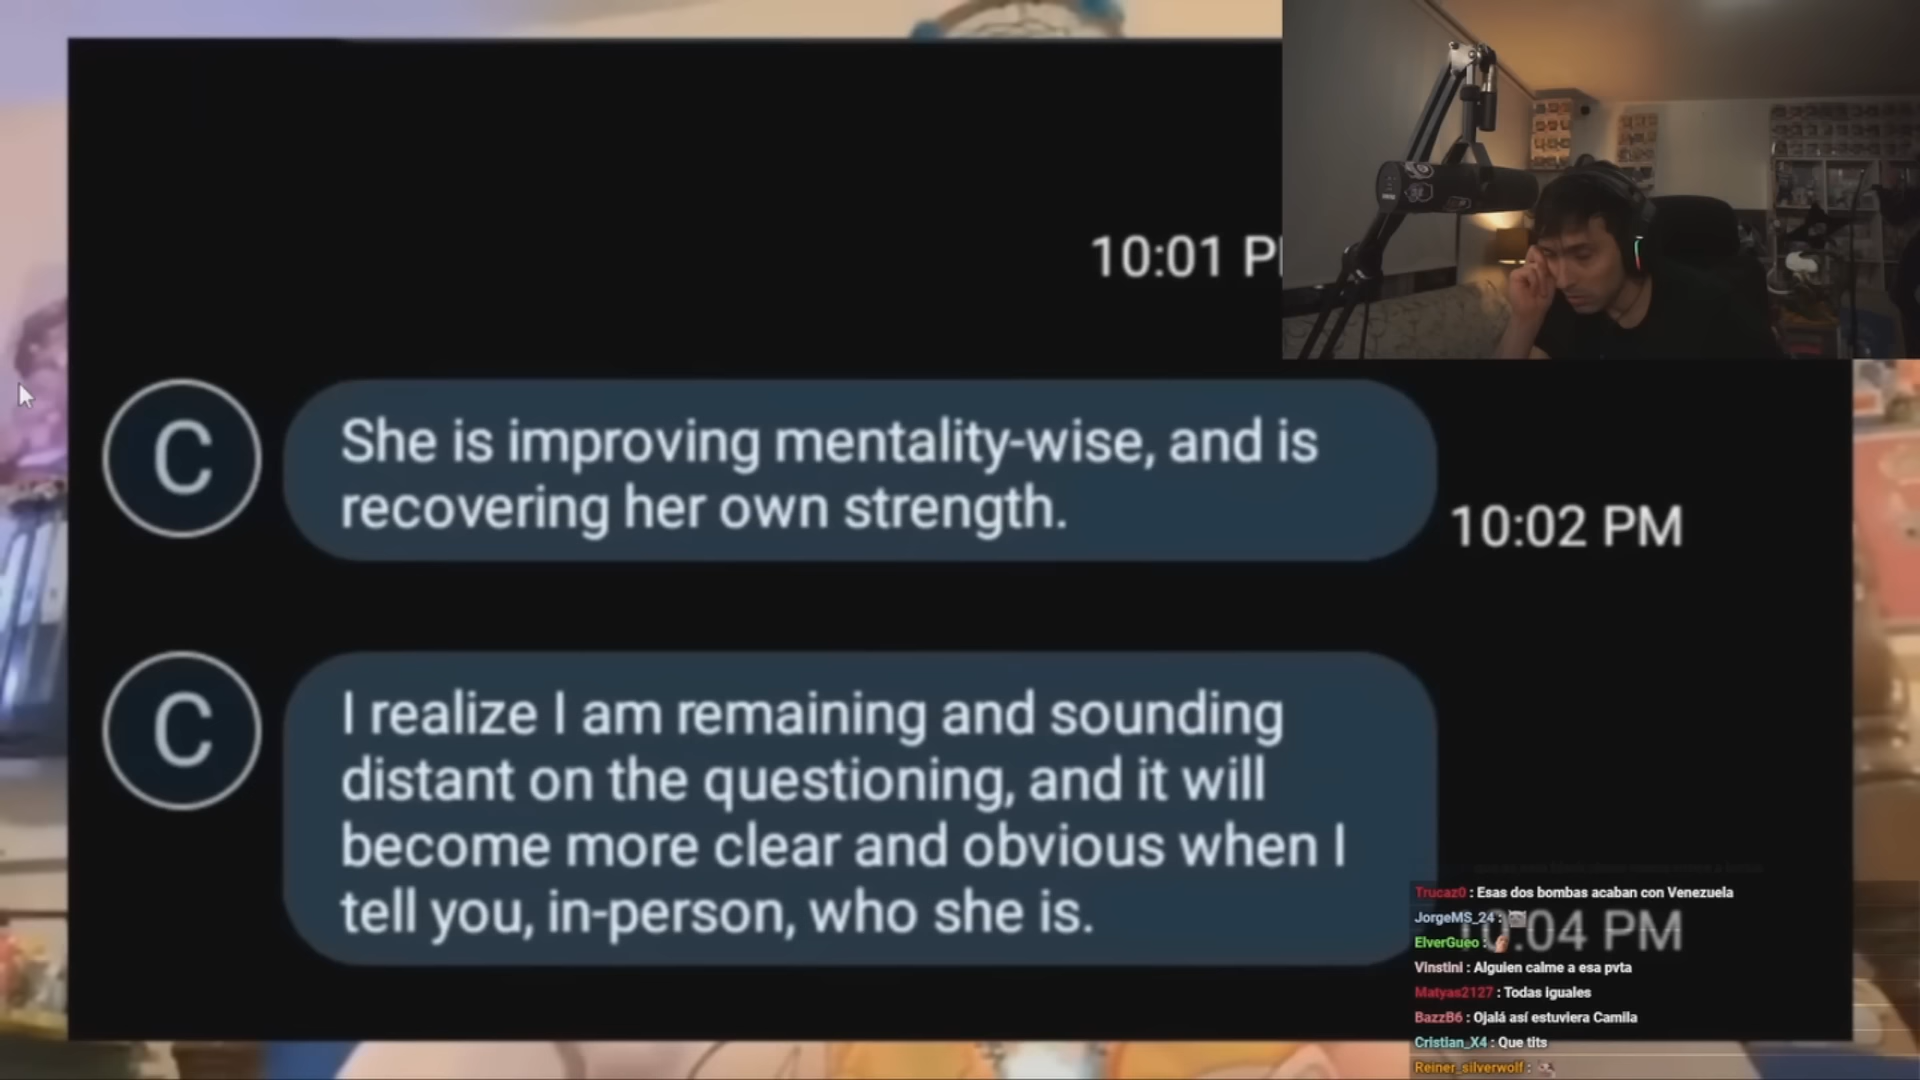 10:01 P
C
She is improving mentality-wise, and is
recovering her own strength.
10:02 PM
C
I realize I am remaining and sounding
distant on the questioning, and it will
become more clear and obvious when I
tell you, in-person, who she is.
:04 PM
Trucaz0 : Esas dos bombas acaban con Venezuela
JorgeMS_24 :
ElverGueo :
Vinstini : Alguien calme a esa pvta
Matyas2127 : Todas iguales
BazzB6 : Ojalá así estuviera Camila
Cristian_X4 : Que tits
Reiner_silverwolf :